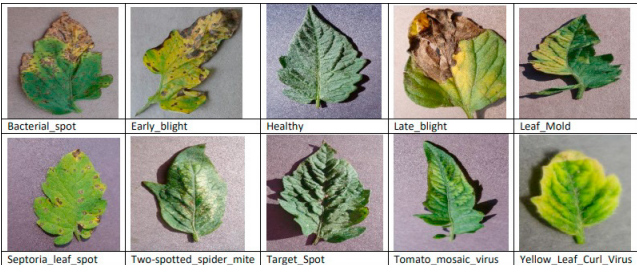 Bacterial_spot
Early_blight
Healthy
Late_blight
Leaf_Mold
Septoria_leaf_spot
Two-spotted_spider_mite
Target_Spot
Tomato_mosaic_virus
Yellow_Leaf_Curl_Virus